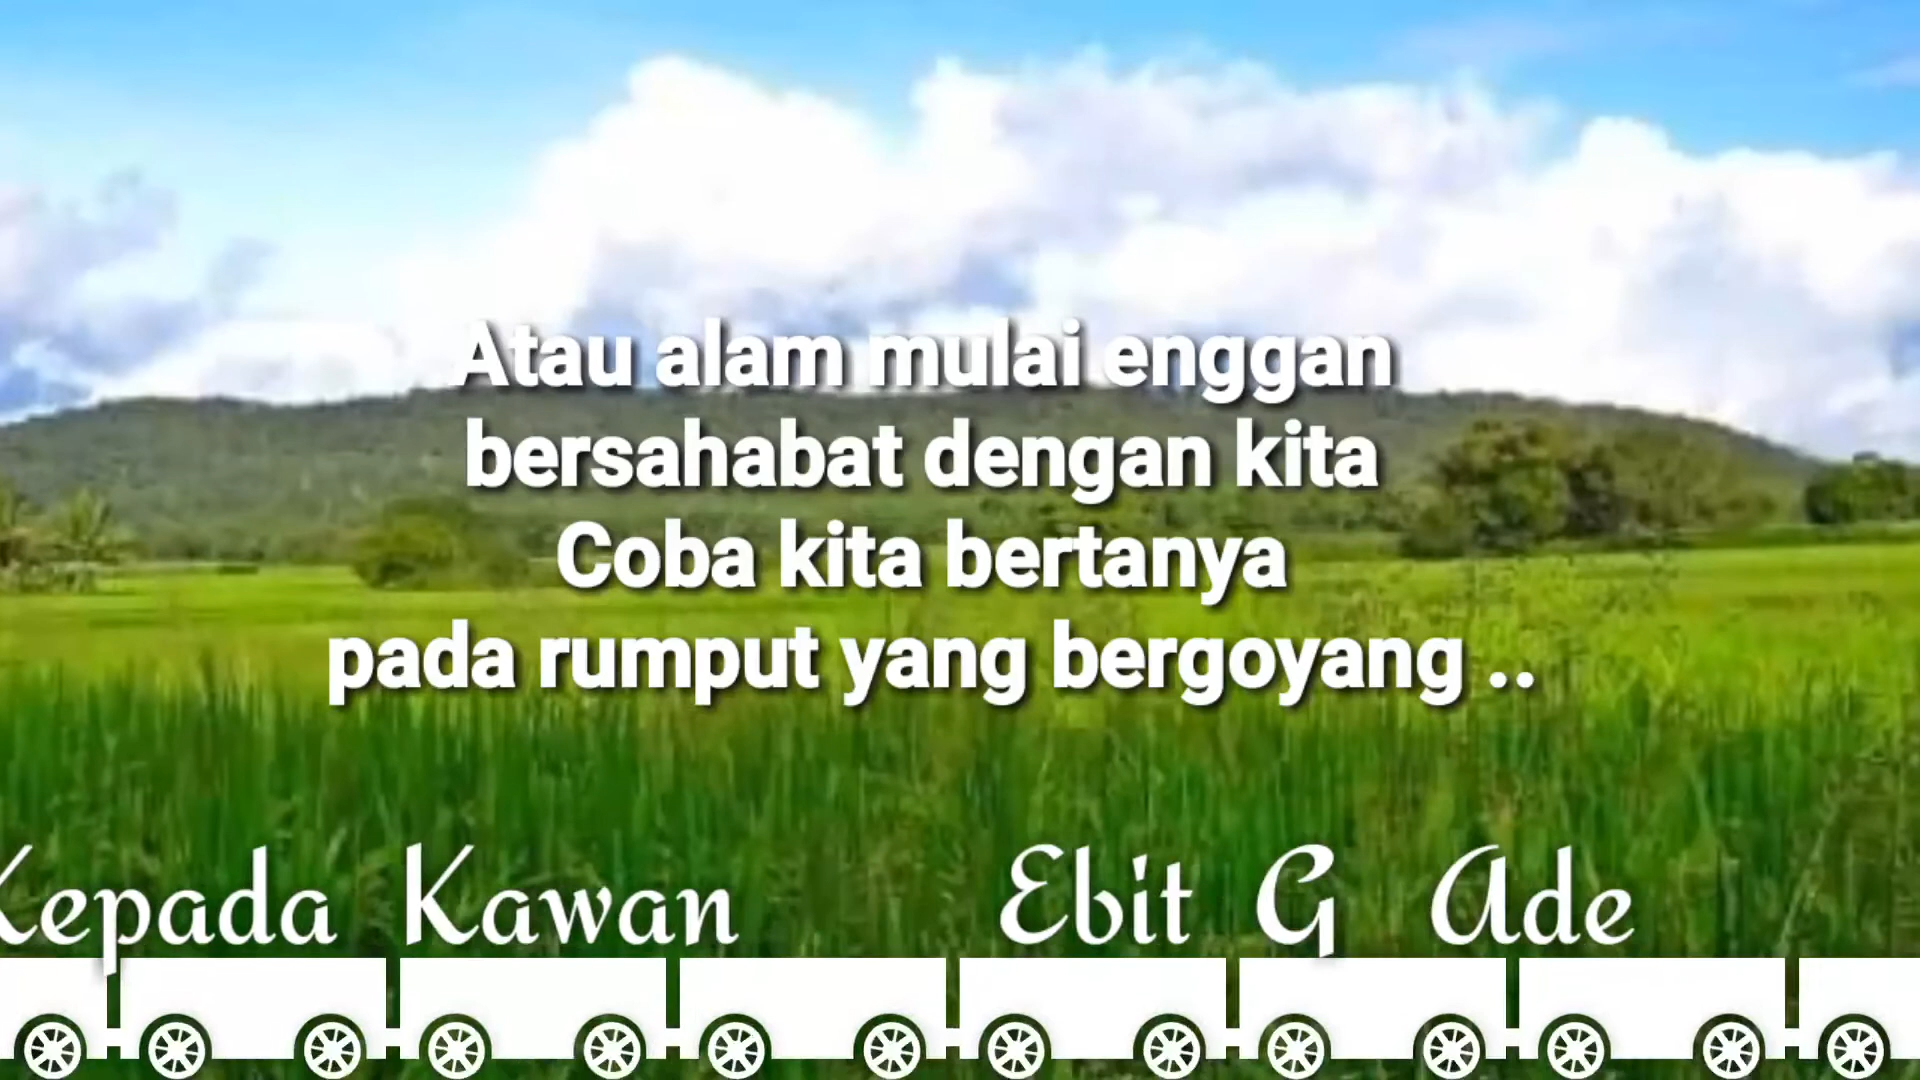 Atau alam mulai enggan
bersahabat dengan kita
Coba kita bertanya
pada rumput yang bergoyang ..
Kepada Kawan Ebit G Ade